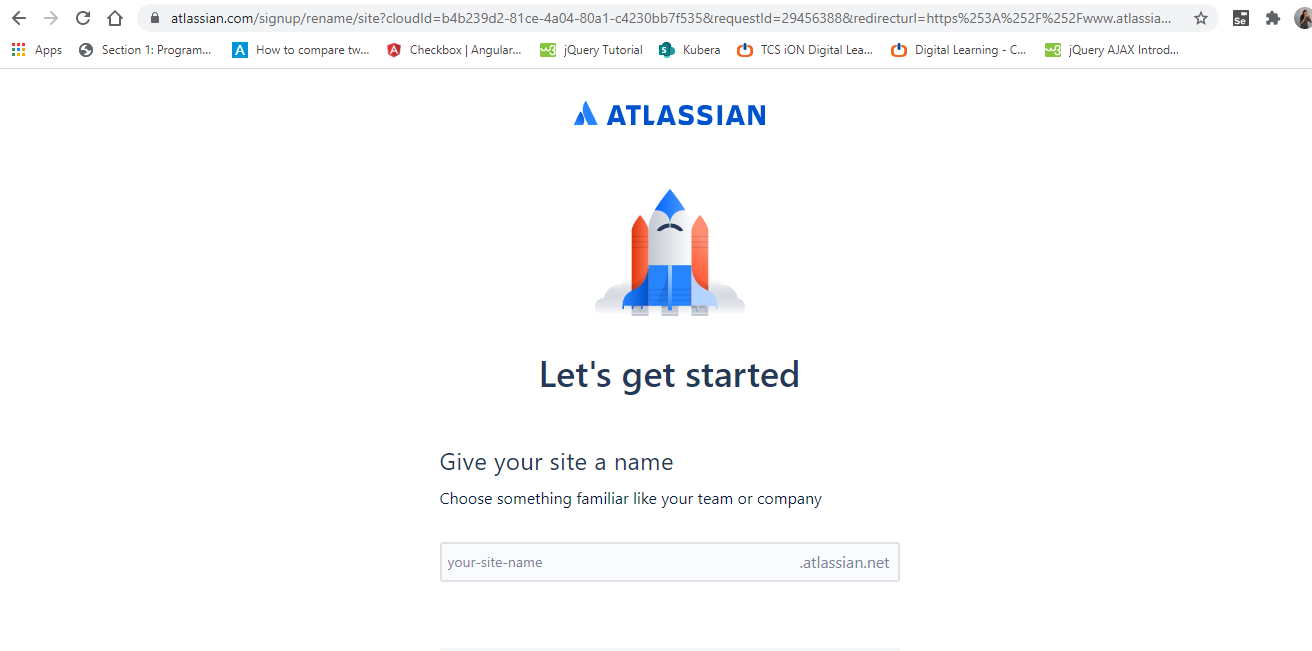 atlassian.com/signup/rename/site?cloudId=b4b239d2-81ce-4a04-80a1-c4230bb7f535&requestId=29456388&redirecturl=https%253A%252F%252Fwww.atlassia...
Se
Apps Section 1: Program... A How to compare tw... A Checkbox | Angular... w3 jQuery Tutorial S Kubera TCS iON Digital Lea... Digital Learning - C... w3 jQuery AJAX Introd...
ATLASSIAN
Let's get started
Give your site a name
Choose something familiar like your team or company
your-site-name .atlassian.net